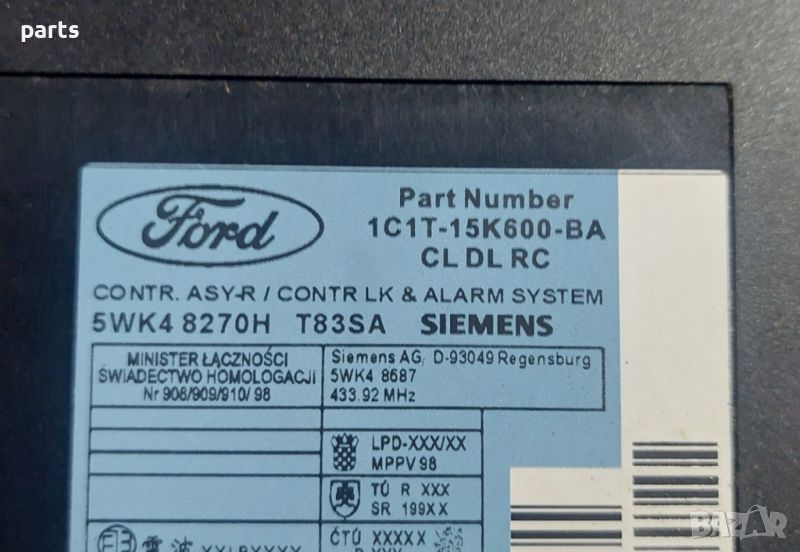 parts
Ford
Part Number
1C1T-15K600-BA
CL DL RC
CONTR. ASY-R / CONTR LK & ALARM SYSTEM
5WK4 8270H T83SA SIEMENS
MINISTER ŁĄCZNOŚCI
ŚWIADECTWO HOMOLOGACJI
Nr 908/909/910/ 98
Siemens AG, D-93049 Regensburg
5WK4 8687
433.92 MHz
LPD-XXX/XX
MPPV 98
TÚ R XXX
SR 199XX
ČTÚ XXXXX
BAZAR